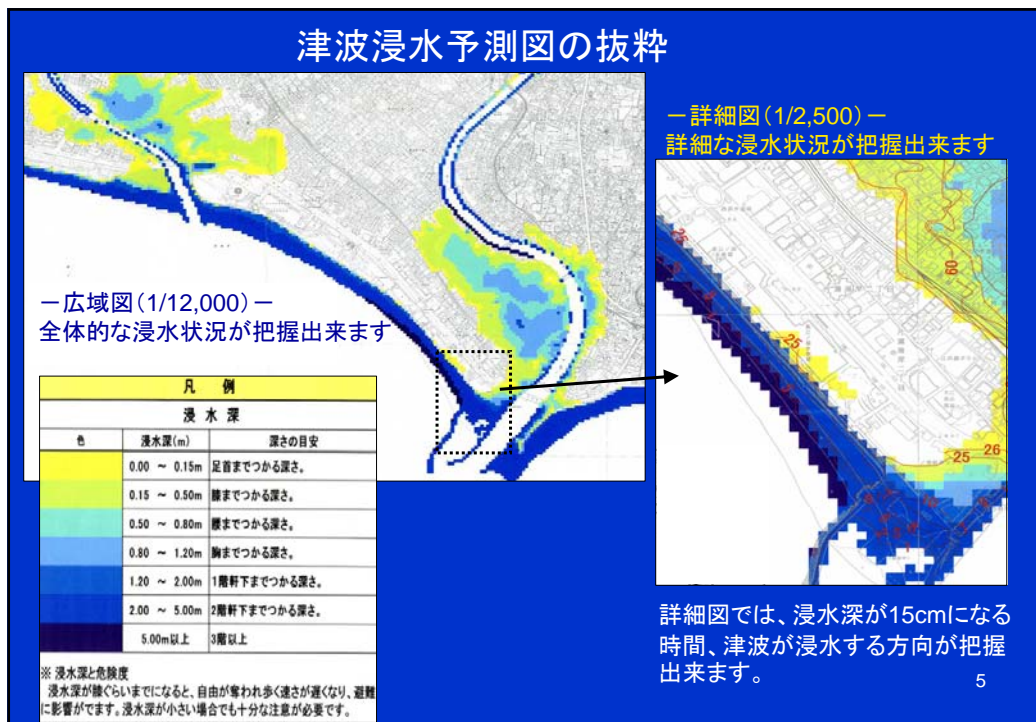 津波浸水予測図の抜粋
－広域図(1/12,000)－
全体的な浸水状況が把握出来ます
－詳細図(1/2,500)－
詳細な浸水状況が把握出来ます
25
25
60
25
26
凡 例
浸 水 深
色 浸水深(m) 深さの目安
0.00 ～ 0.15m 足首までつかる深さ。
0.15 ～ 0.50m 膝までつかる深さ。
0.50 ～ 0.80m 腰までつかる深さ。
0.80 ～ 1.20m 胸までつかる深さ。
1.20 ～ 2.00m 1階軒下までつかる深さ。
2.00 ～ 5.00m 2階軒下までつかる深さ。
5.00m以上 3階以上
※ 浸水深と危険度
浸水深が膝ぐらいまでになると、自由が奪われ歩く速さが遅くなり、避難
に影響がでます。浸水深が小さい場合でも十分な注意が必要です。
詳細図では、浸水深が15cmになる
時間、津波が浸水する方向が把握
出来ます。
5